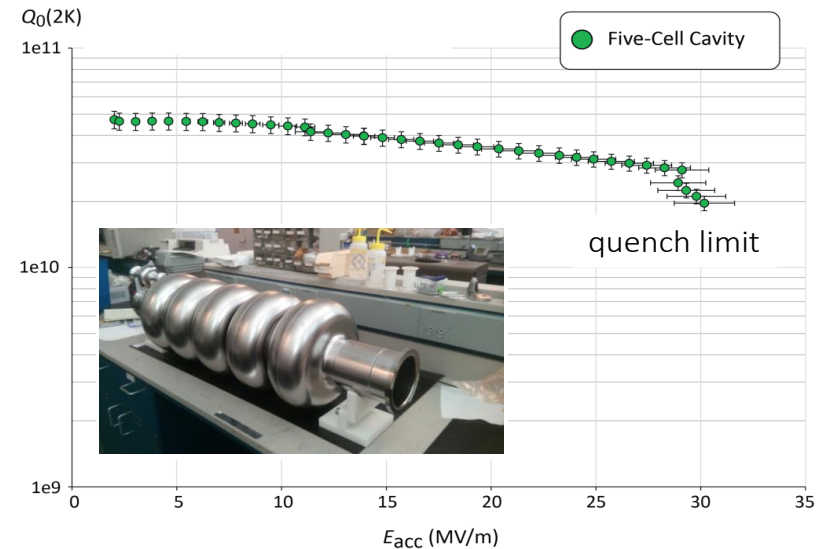 Q0(2K)
1e11
Five-Cell Cavity
quench limit
1e10
1e9
0 5 10 15 20 25 30 35
Eacc (MV/m)